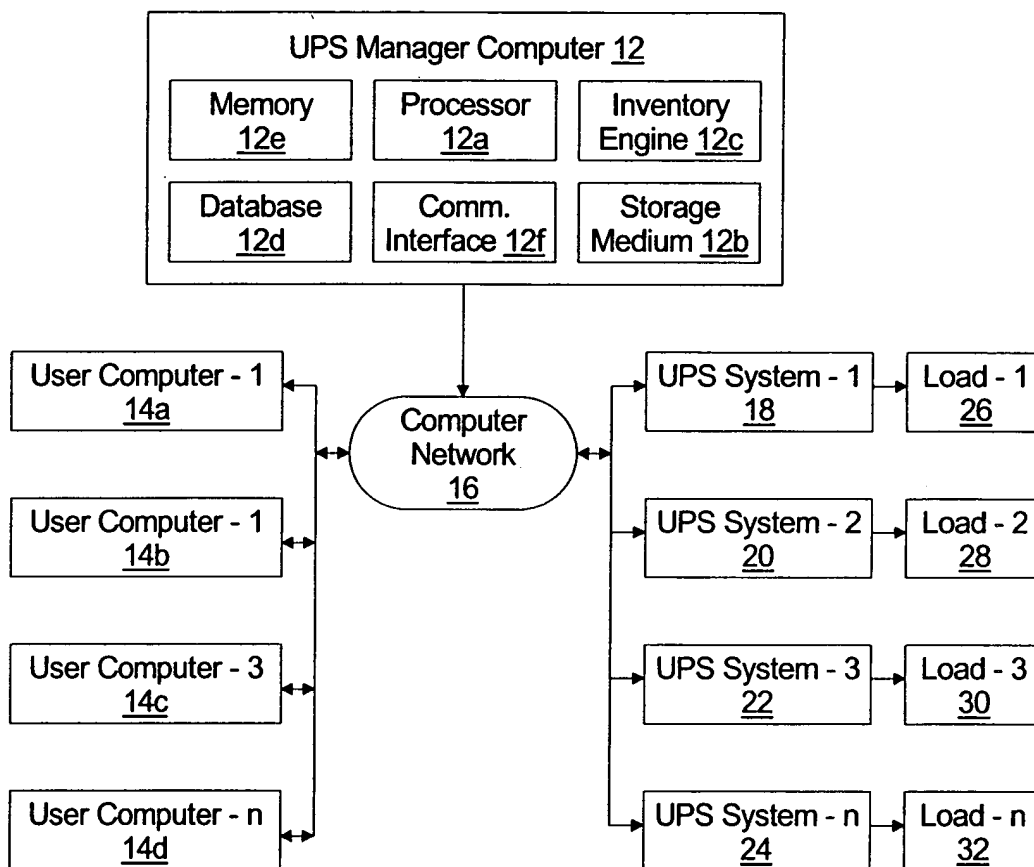 UPS Manager Computer 12
Memory
12e
Processor
12a
Inventory
Engine 12c
Database
12d
Comm.
Interface 12f
Storage
Medium 12b
User Computer - 1
14a
User Computer - 1
14b
User Computer - 3
14c
User Computer - n
14d
Computer
Network
16
UPS System - 1
18
Load - 1
26
UPS System - 2
20
Load - 2
28
UPS System - 3
22
Load - 3
30
UPS System - n
24
Load - n
32